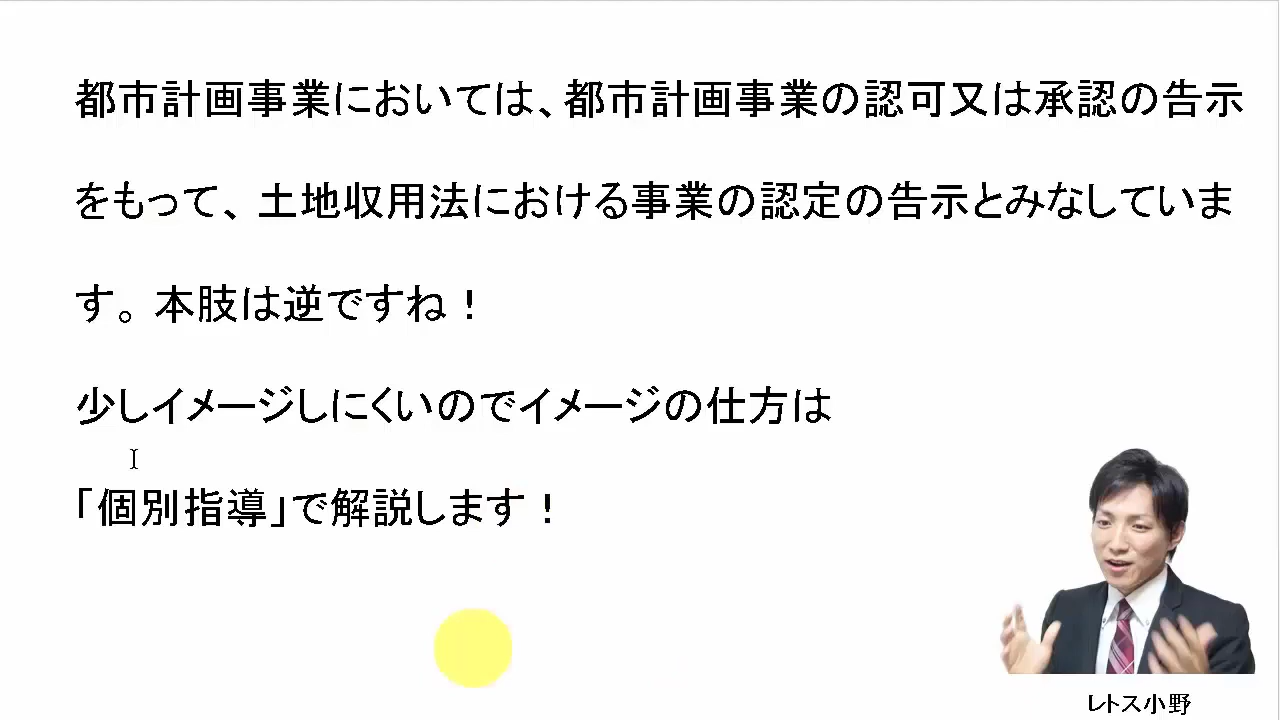 都市計画事業においては、都市計画事業の認可又は承認の告示
をもって、土地収用法における事業の認定の告示とみなしていま
す。本肢は逆ですね！
少しイメージしにくいのでイメージの仕方は
「個別指導」で解説します！
レトス小野